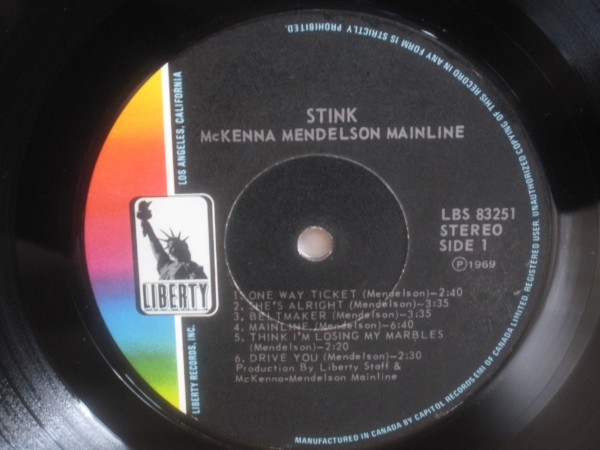 UNAUTHORIZED COPYING OF THIS RECORD IN ANY FORM IS STRICTLY PROHIBITED.
LOS ANGELES, CALIFORNIA
STINK
McKENNA MENDELSON MAINLINE
LIBERTY
LBS 83251
STEREO
SIDE 1
Ⓟ1969
1. ONE WAY TICKET (Mendelson)—2:40
2. SHE'S ALRIGHT (Mendelson)—3:35
3. BELTMAKER (Mendelson)—3:35
4. MAINLINE (Mendelson)—6:40
5. THINK I'M LOSING MY MARBLES
(Mendelson)—2:20
6. DRIVE YOU (Mendelson)—2:30
Production By Liberty Staff &
McKenna-Mendelson Mainline
LIBERTY RECORDS, INC.
MANUFACTURED IN CANADA BY CAPITOL RECORDS EMI OF CANADA LIMITED, REGISTERED USER.